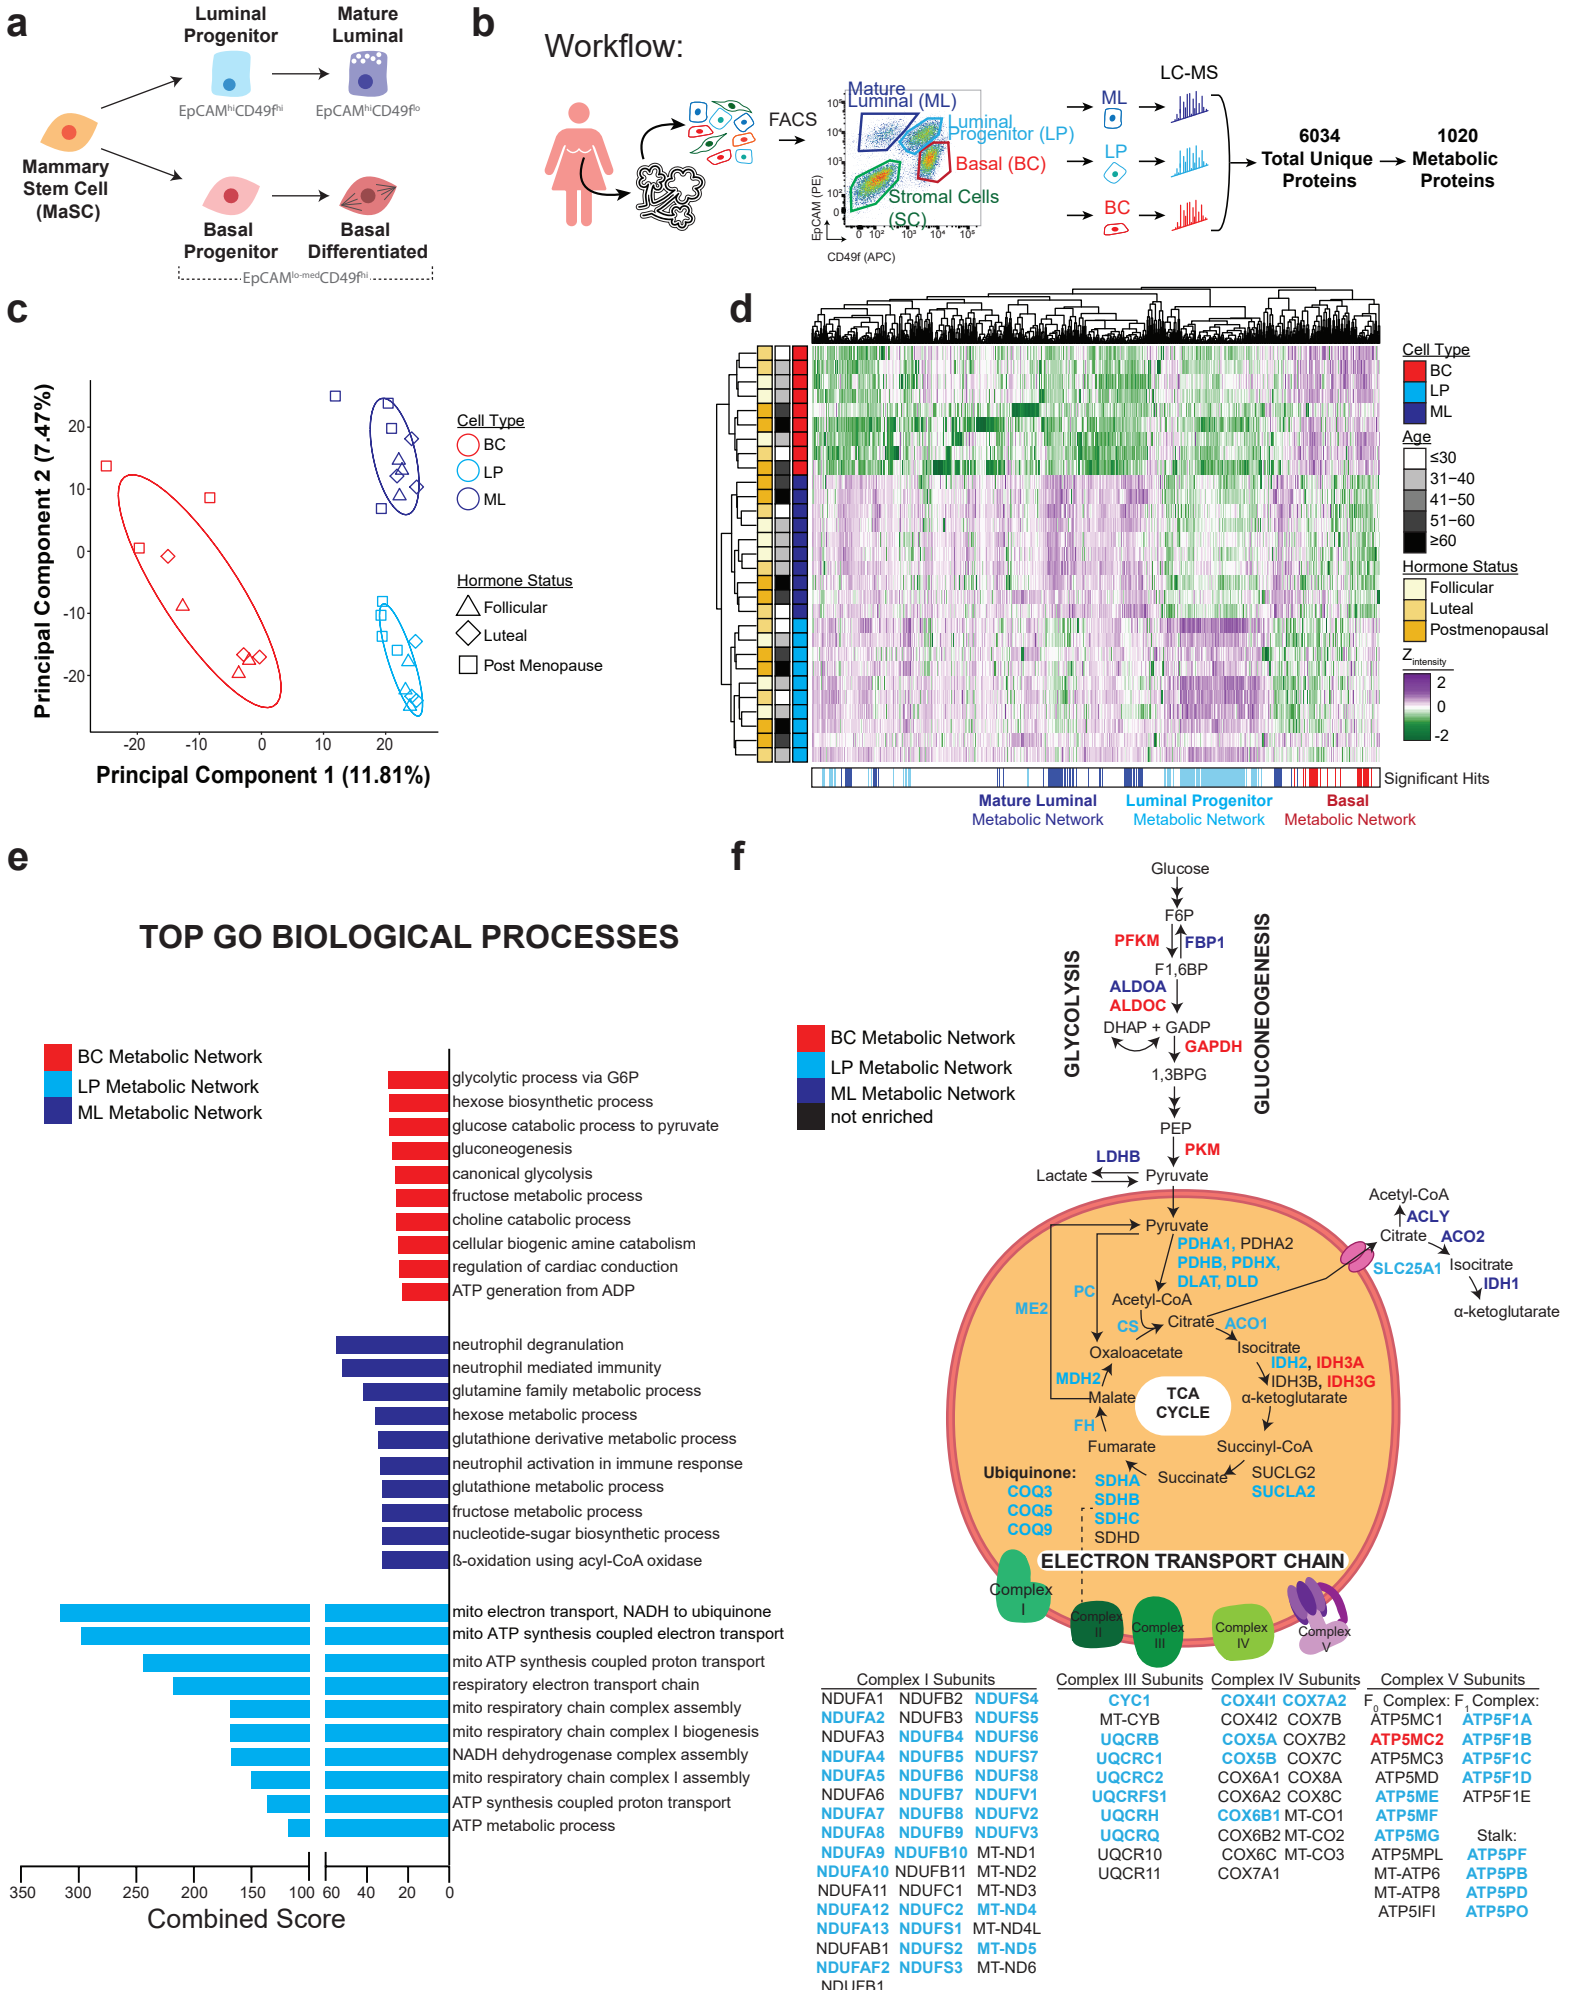 a
Luminal
Progenitor
Mature
Luminal
EpCAMhiCD49fhi
EpCAMhiCD49flo
Mammary
Stem Cell
(MaSC)
Basal
Progenitor
Basal
Differentiated
EpCAMlo-medCD49fhi
b
Workflow:
FACS
Mature
Luminal (ML)
Luminal
Progenitor (LP)
Basal (BC)
Stromal Cells
(SC)
EpCAM (PE)
10⁵
10⁴
10³
10²
0
0 10² 10³ 10⁴ 10⁵
CD49f (APC)
LC-MS
ML
LP
BC
6034
Total Unique
Proteins
1020
Metabolic
Proteins
c
Principal Component 2 (7.47%)
20
10
0
-10
-20
-20 -10 0 10 20
Principal Component 1 (11.81%)
Cell Type
BC
LP
ML
Hormone Status
Follicular
Luteal
Post Menopause
d
Cell Type
BC
LP
ML
Age
≤30
31−40
41−50
51−60
≥60
Hormone Status
Follicular
Luteal
Postmenopausal
Zintensity
2
0
-2
Significant Hits
Mature Luminal
Metabolic Network
Luminal Progenitor
Metabolic Network
Basal
Metabolic Network
e
TOP GO BIOLOGICAL PROCESSES
BC Metabolic Network
LP Metabolic Network
ML Metabolic Network
glycolytic process via G6P
hexose biosynthetic process
glucose catabolic process to pyruvate
gluconeogenesis
canonical glycolysis
fructose metabolic process
choline catabolic process
cellular biogenic amine catabolism
regulation of cardiac conduction
ATP generation from ADP
neutrophil degranulation
neutrophil mediated immunity
glutamine family metabolic process
hexose metabolic process
glutathione derivative metabolic process
neutrophil activation in immune response
glutathione metabolic process
fructose metabolic process
nucleotide-sugar biosynthetic process
ß-oxidation using acyl-CoA oxidase
mito electron transport, NADH to ubiquinone
mito ATP synthesis coupled electron transport
mito ATP synthesis coupled proton transport
respiratory electron transport chain
mito respiratory chain complex assembly
mito respiratory chain complex I biogenesis
NADH dehydrogenase complex assembly
mito respiratory chain complex I assembly
ATP synthesis coupled proton transport
ATP metabolic process
350 300 250 200 150 100 60 40 20 0
Combined Score
f
BC Metabolic Network
LP Metabolic Network
ML Metabolic Network
not enriched
GLYCOLYSIS
GLUCONEOGENESIS
Glucose
F6P
PFKM
FBP1
F1,6BP
ALDOA
ALDOC
DHAP + GADP
GAPDH
1,3BPG
PEP
PKM
LDHB
Lactate
Pyruvate
Pyruvate
PDHA1, PDHA2
PDHB, PDHX,
DLAT, DLD
PC
ME2
Acetyl-CoA
CS
Citrate
ACO1
Oxaloacetate
Isocitrate
IDH2, IDH3A
IDH3B, IDH3G
MDH2
Malate
α-ketoglutarate
TCA
CYCLE
FH
Fumarate
Succinyl-CoA
Succinate
SUCLG2
SUCLA2
SDHA
SDHB
SDHC
SDHD
Ubiquinone:
COQ3
COQ5
COQ9
Acetyl-CoA
ACLY
Citrate
ACO2
SLC25A1
Isocitrate
IDH1
α-ketoglutarate
ELECTRON TRANSPORT CHAIN
Complex
I
Complex
II
Complex
III
Complex
IV
Complex
V
Complex I Subunits
NDUFA1 NDUFB2 NDUFS4
NDUFA2 NDUFB3 NDUFS5
NDUFA3 NDUFB4 NDUFS6
NDUFA4 NDUFB5 NDUFS7
NDUFA5 NDUFB6 NDUFS8
NDUFA6 NDUFB7 NDUFV1
NDUFA7 NDUFB8 NDUFV2
NDUFA8 NDUFB9 NDUFV3
NDUFA9 NDUFB10 MT-ND1
NDUFA10 NDUFB11 MT-ND2
NDUFA11 NDUFC1 MT-ND3
NDUFA12 NDUFC2 MT-ND4
NDUFA13 NDUFS1 MT-ND4L
NDUFAB1 NDUFS2 MT-ND5
NDUFAF2 NDUFS3 MT-ND6
NDUFB1
Complex III Subunits
CYC1
MT-CYB
UQCRB
UQCRC1
UQCRC2
UQCRFS1
UQCRH
UQCRQ
UQCR10
UQCR11
Complex IV Subunits
COX4I1 COX7A2
COX4I2 COX7B
COX5A COX7B2
COX5B COX7C
COX6A1 COX8A
COX6A2 COX8C
COX6B1 MT-CO1
COX6B2 MT-CO2
COX6C MT-CO3
COX7A1
Complex V Subunits
F0 Complex: F1 Complex:
ATP5MC1 ATP5F1A
ATP5MC2 ATP5F1B
ATP5MC3 ATP5F1C
ATP5MD ATP5F1D
ATP5ME ATP5F1E
ATP5MF
ATP5MG Stalk:
ATP5MPL ATP5PF
MT-ATP6 ATP5PB
MT-ATP8 ATP5PD
ATP5IFI ATP5PO